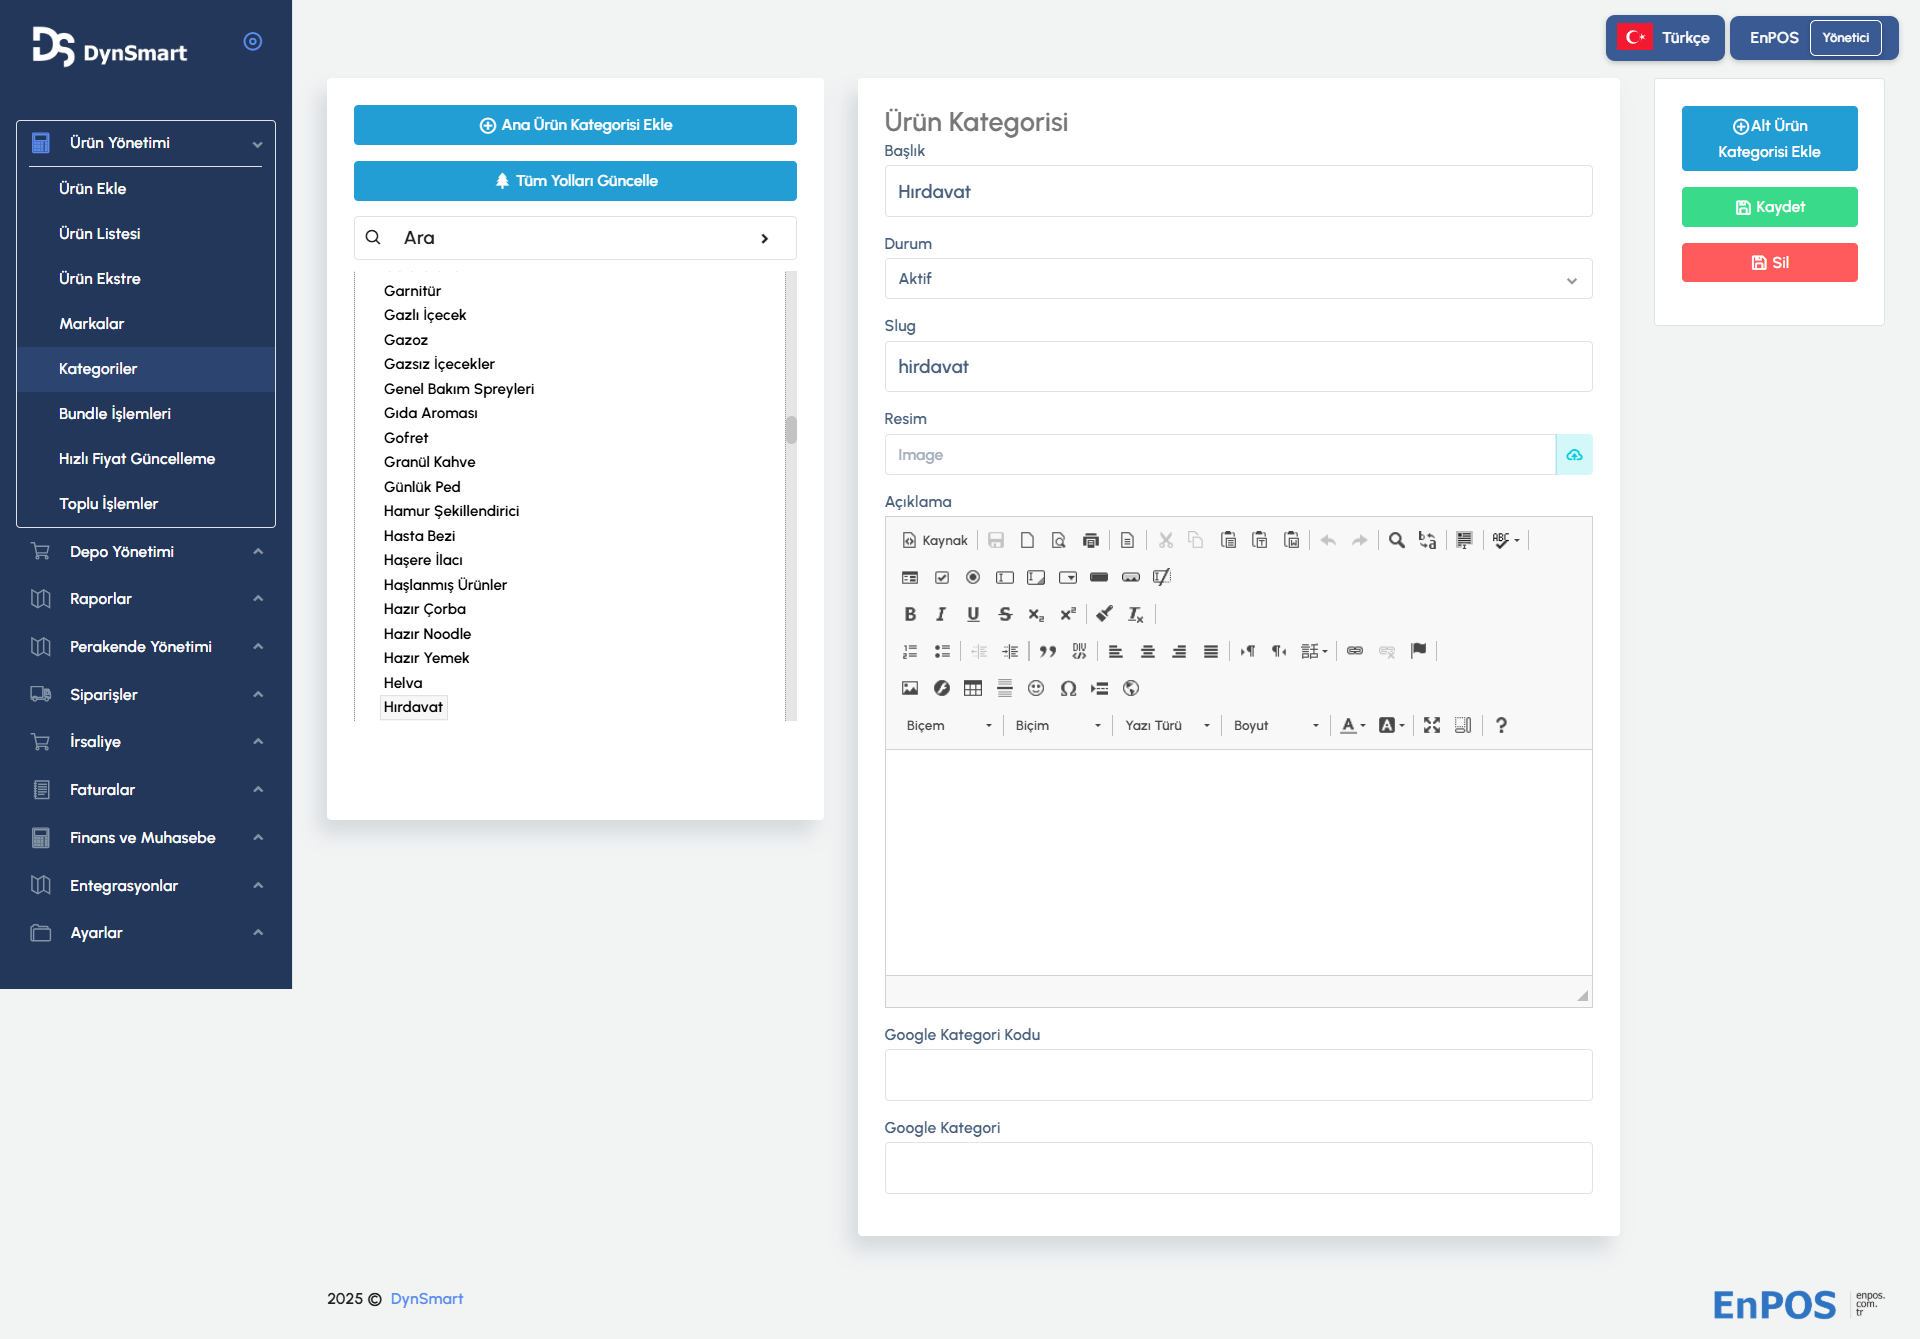 DS DynSmart
Türkçe
EnPOS Yönetici
Ürün Yönetimi
Ürün Ekle
Ürün Listesi
Ürün Ekstre
Markalar
Kategoriler
Bundle İşlemleri
Hızlı Fiyat Güncelleme
Toplu İşlemler
Depo Yönetimi
Raporlar
Perakende Yönetimi
Siparişler
İrsaliye
Faturalar
Finans ve Muhasebe
Entegrasyonlar
Ayarlar
Ana Ürün Kategorisi Ekle
Tüm Yolları Güncelle
Ara
Garnitür
Gazlı İçecek
Gazoz
Gazsız İçecekler
Genel Bakım Spreyleri
Gıda Aroması
Gofret
Granül Kahve
Günlük Ped
Hamur Şekillendirici
Hasta Bezi
Haşere İlacı
Haşlanmış Ürünler
Hazır Çorba
Hazır Noodle
Hazır Yemek
Helva
Hırdavat
Ürün Kategorisi
Başlık
Hırdavat
Durum
Aktif
Slug
hirdavat
Resim
Image
Açıklama
Kaynak
Biçem Biçim Yazı Türü Boyut
Google Kategori Kodu
Google Kategori
Alt Ürün
Kategorisi Ekle
Kaydet
Sil
2025 © DynSmart
EnPOS
enpos.
com.
tr